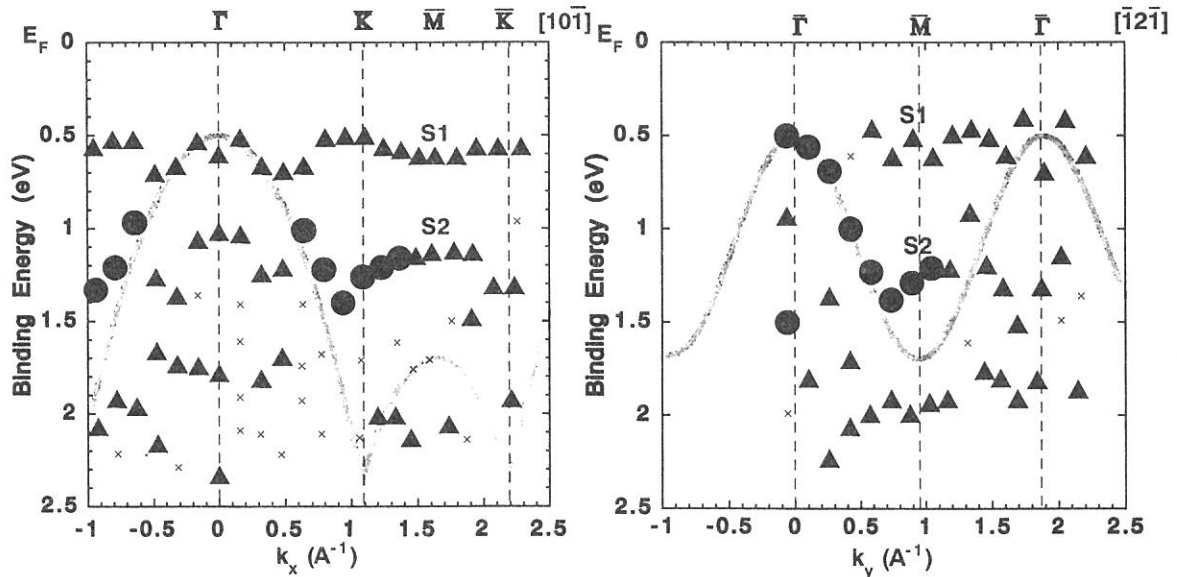 Γ̅ K̅ M̅ K̅ [101̅]
E_F 0
0.5
1
1.5
2
2.5
Binding Energy (eV)
S1
S2
-1 -0.5 0 0.5 1 1.5 2 2.5
k_x (A⁻¹)
Γ̅ M̅ Γ̅ [1̅21̅]
E_F 0
0.5
1
1.5
2
2.5
Binding Energy (eV)
S1
S2
-1 -0.5 0 0.5 1 1.5 2 2.5
k_y (A⁻¹)